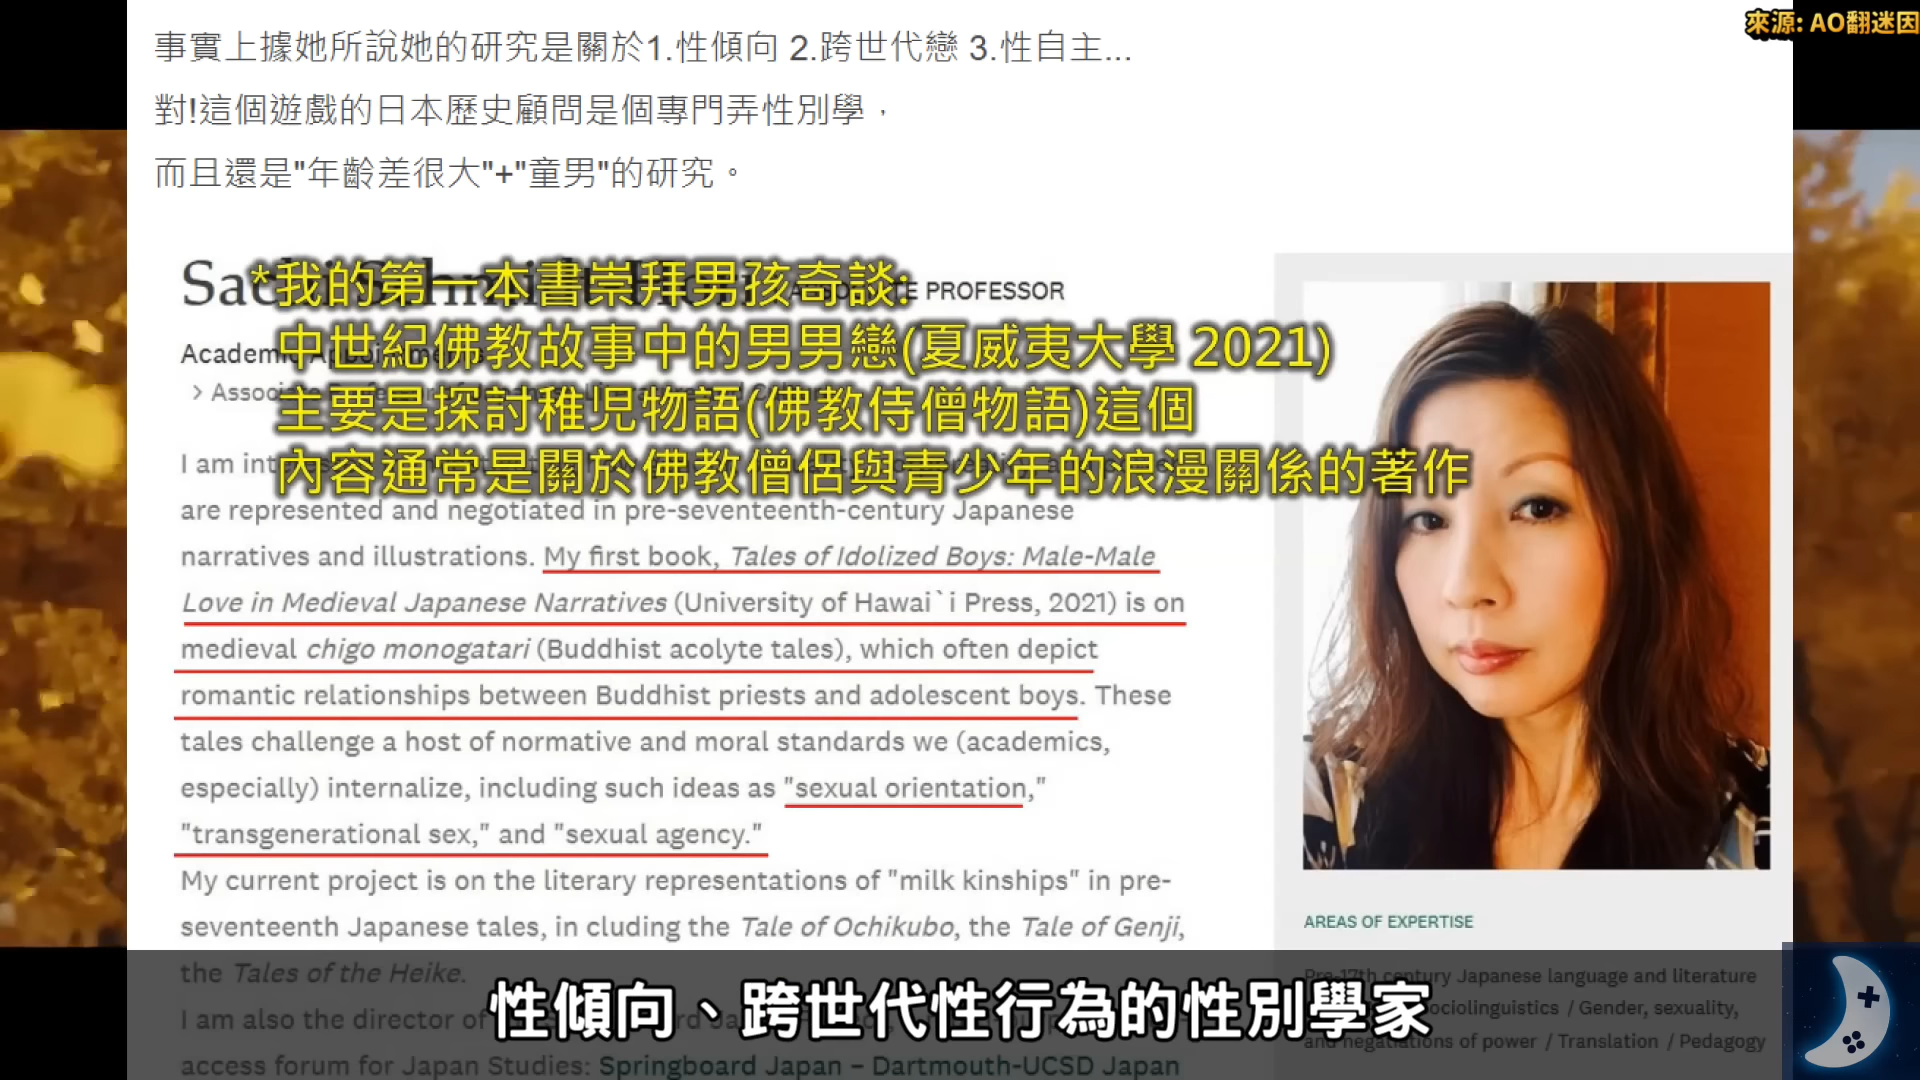 來源: AO翻迷因
事實上據她所說她的研究是關於1.性傾向 2.跨世代戀 3.性自主...
對!這個遊戲的日本歷史顧問是個專門弄性別學，
而且還是"年齡差很大"+"童男"的研究。
PROFESSOR
*我的第一本書崇拜男孩奇談:
中世紀佛教故事中的男男戀(夏威夷大學 2021)
主要是探討稚児物語(佛教侍僧物語)這個
內容通常是關於佛教僧侶與青少年的浪漫關係的著作
are represented and negotiated in pre-seventeenth-century Japanese
narratives and illustrations. My first book, Tales of Idolized Boys: Male-Male
Love in Medieval Japanese Narratives (University of Hawai`i Press, 2021) is on
medieval chigo monogatari (Buddhist acolyte tales), which often depict
romantic relationships between Buddhist priests and adolescent boys. These
tales challenge a host of normative and moral standards we (academics,
especially) internalize, including such ideas as "sexual orientation,"
"transgenerational sex," and "sexual agency."
My current project is on the literary representations of "milk kinships" in pre-
seventeenth Japanese tales, in cluding the Tale of Ochikubo, the Tale of Genji,
the Tales of the Heike.
I am also the director of
access forum for Japan Studies: Springboard Japan – Dartmouth-UCSD Japan
AREAS OF EXPERTISE
Pre-17th century Japanese language and literature
/ Gender, sexuality,
and negatiations of power / Translation / Pedagogy
性傾向、跨世代性行為的性別學家